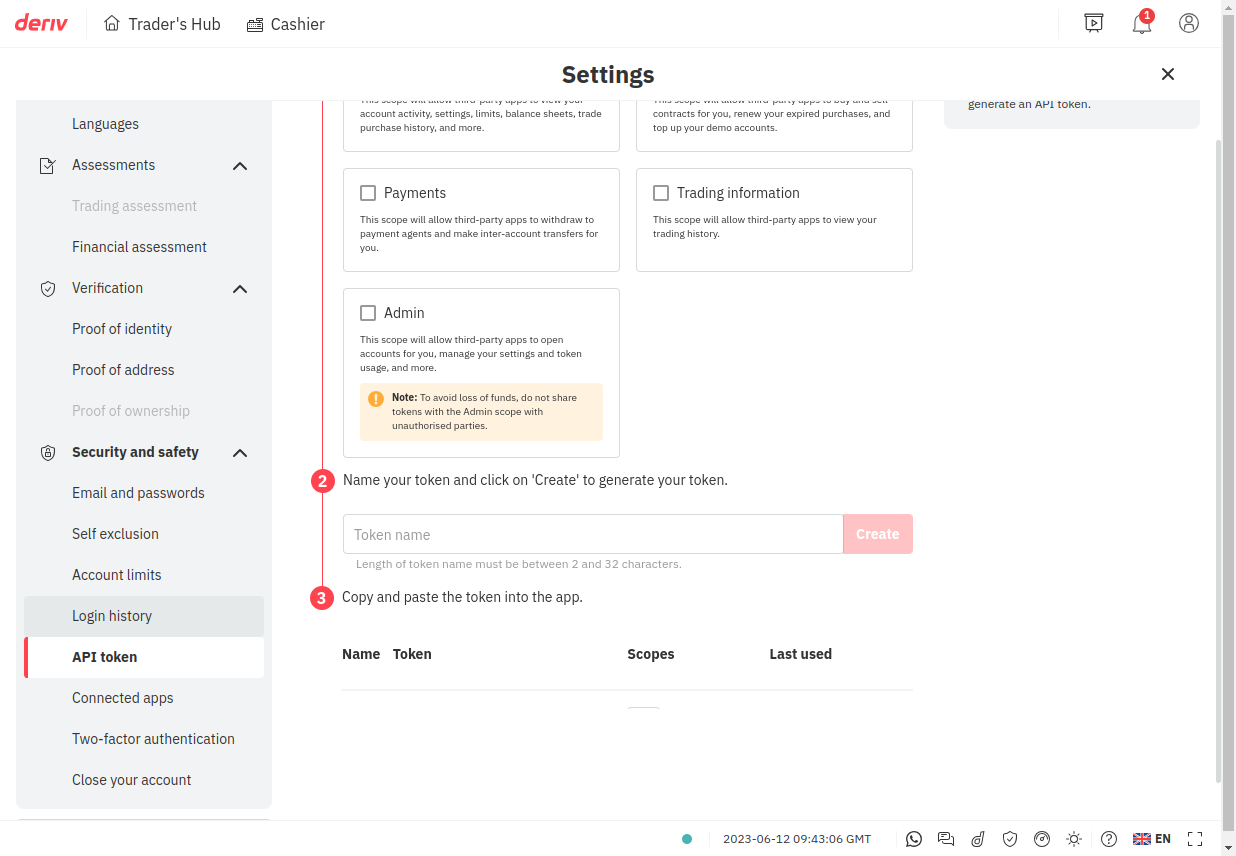 deriv
Trader's Hub
Cashier
1
Settings
Languages
Assessments
Trading assessment
Financial assessment
Verification
Proof of identity
Proof of address
Proof of ownership
Security and safety
Email and passwords
Self exclusion
Account limits
Login history
API token
Connected apps
Two-factor authentication
Close your account
This scope will allow third-party apps to view your
account activity, settings, limits, balance sheets, trade
purchase history, and more.
This scope will allow third-party apps to buy and sell
contracts for you, renew your expired purchases, and
top up your demo accounts.
generate an API token.
Payments
This scope will allow third-party apps to withdraw to
payment agents and make inter-account transfers for
you.
Trading information
This scope will allow third-party apps to view your
trading history.
Admin
This scope will allow third-party apps to open
accounts for you, manage your settings and token
usage, and more.
Note: To avoid loss of funds, do not share
tokens with the Admin scope with
unauthorised parties.
2 Name your token and click on 'Create' to generate your token.
Token name
Create
Length of token name must be between 2 and 32 characters.
3 Copy and paste the token into the app.
Name Token Scopes Last used
2023-06-12 09:43:06 GMT
EN